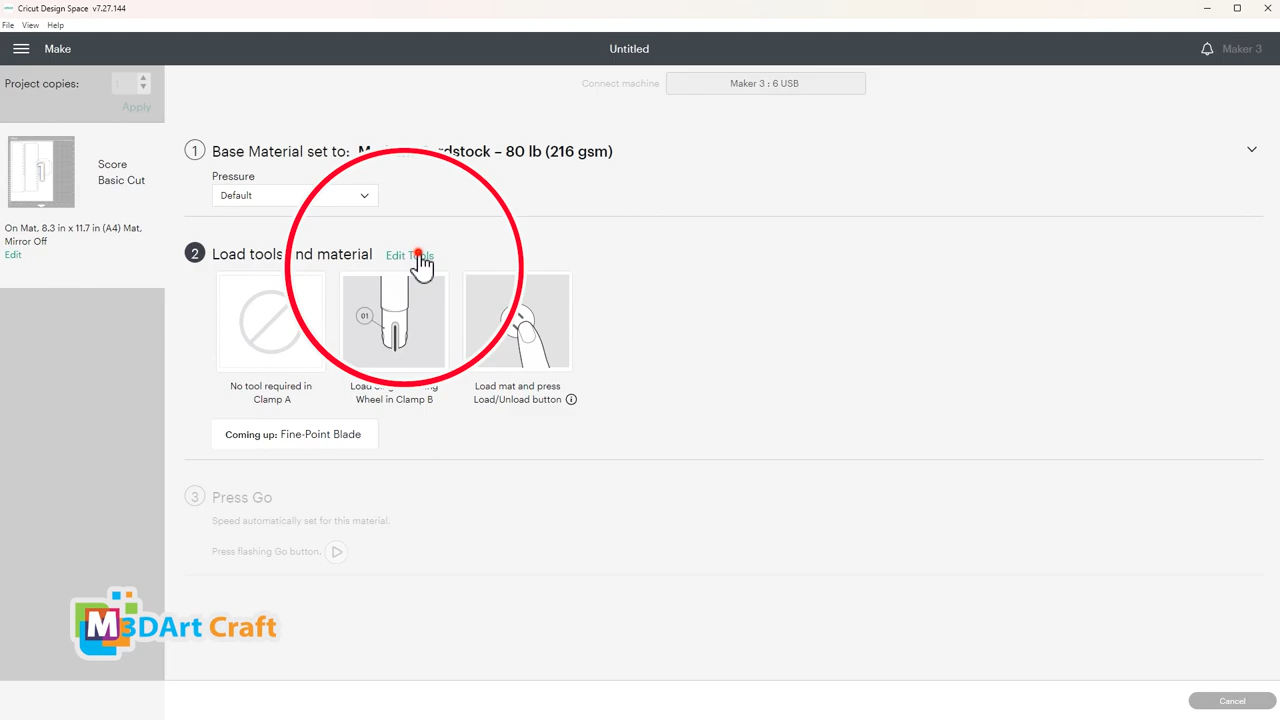 Cricut Design Space v7.27.144
File View Help
Make
Untitled
Maker 3
Project copies:
Apply
Connect machine
Maker 3 : 6 USB
Score
Basic Cut
On Mat, 8.3 in x 11.7 in (A4) Mat,
Mirror Off
Edit
1 Base Material set to: – 80 lb (216 gsm)
Pressure
Default
2 Load tools and material Edit Tools
01
No tool required in
Clamp A
Load
Wheel in Clamp B
Load mat and press
Load/Unload button
Coming up: Fine-Point Blade
3 Press Go
Speed automatically set for this material.
Press flashing Go button.
M3DArt Craft
Cancel